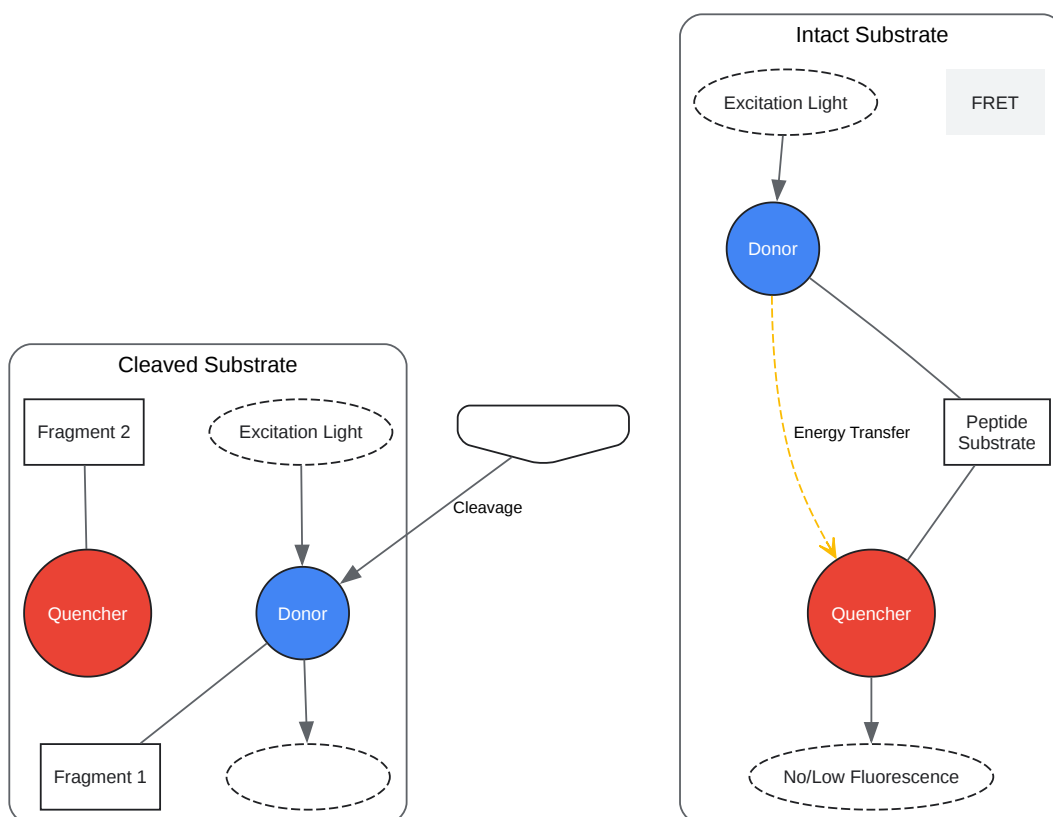 Intact Substrate
Excitation Light
FRET
Donor
Energy Transfer
Peptide
Substrate
Quencher
No/Low Fluorescence
Cleaved Substrate
Fragment 2
Excitation Light
Cleavage
Quencher
Donor
Fragment 1